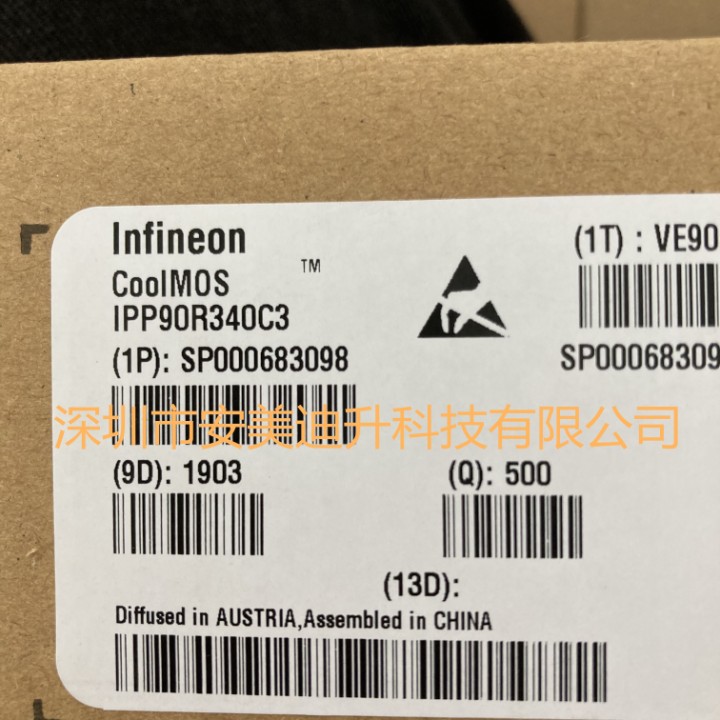 Infineon
(1T) : VE90
CoolMOS ™
IPP90R340C3
(1P): SP000683098
SP00068309
深圳市安美迪升科技有限公司
(9D): 1903
(Q): 500
(13D):
Diffused in AUSTRIA,Assembled in CHINA